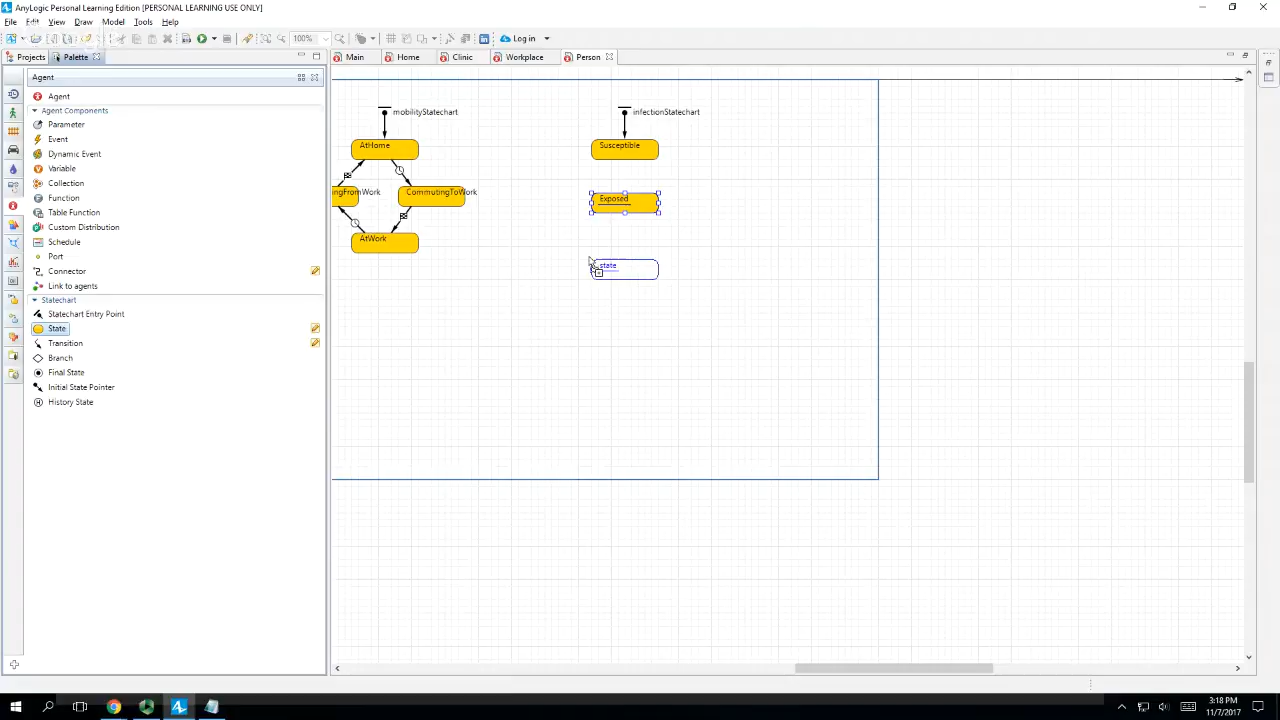 AnyLogic Personal Learning Edition [PERSONAL LEARNING USE ONLY]
File Edit View Draw Model Tools Help
100% Log in
Projects Palette Main Home Clinic Workplace Person
Agent
Agent
Agent Components
Parameter
Event
Dynamic Event
Variable
Collection
Function
Table Function
Custom Distribution
Schedule
Port
Connector
Link to agents
Statechart
Statechart Entry Point
State
Transition
Branch
Final State
Initial State Pointer
History State
mobilityStatechart
AtHome
ingFromWork
CommutingToWork
AtWork
infectionStatechart
Susceptible
Exposed
state
3:18 PM
11/7/2017